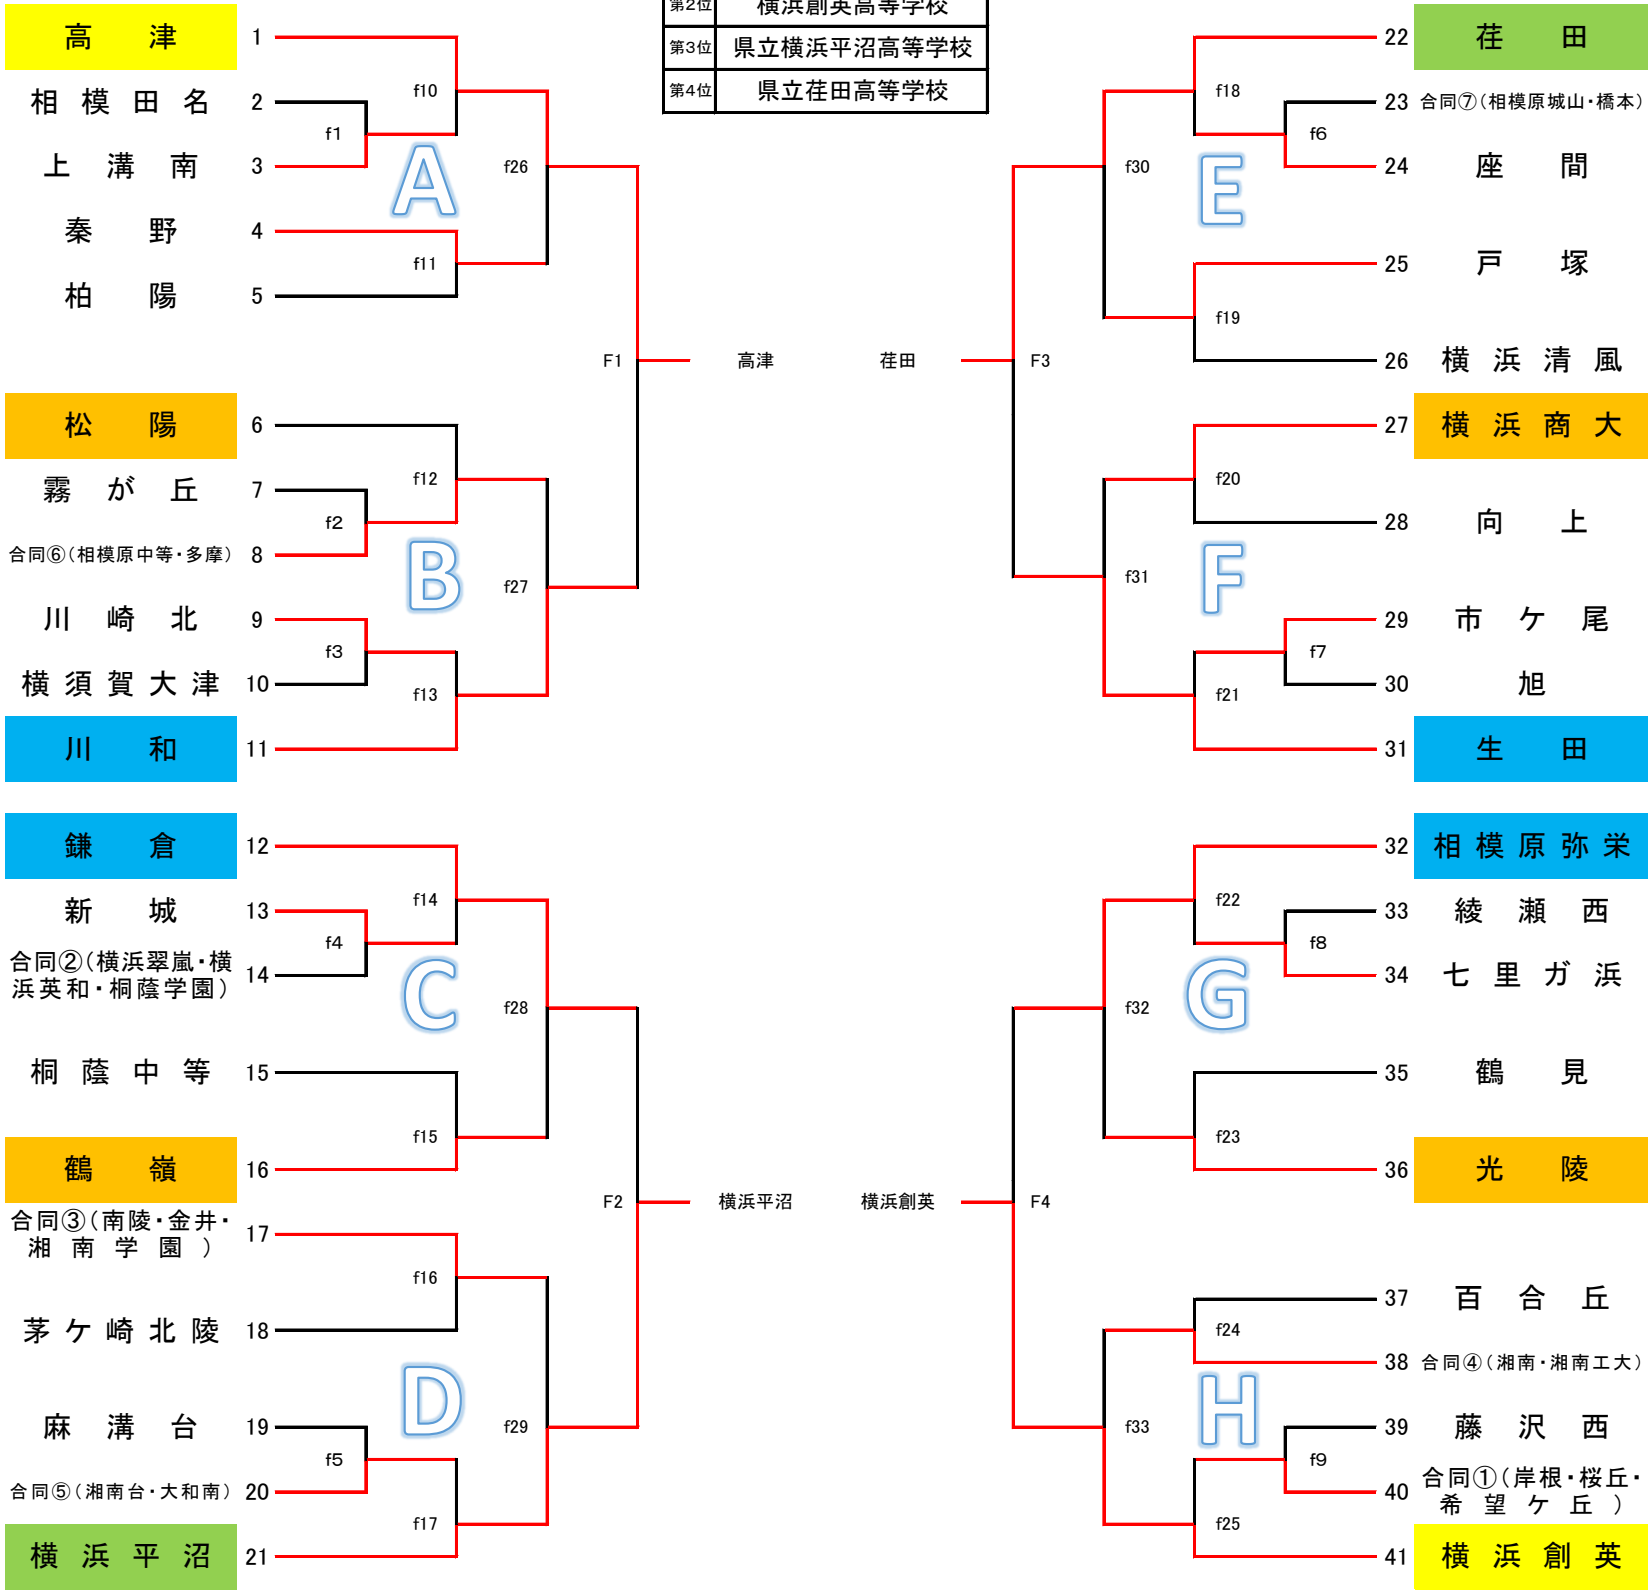 第2位 横浜創英高等学校
第3位 県立横浜平沼高等学校
第4位 県立荏田高等学校
高津 1
相模田名 2
上溝南 3
秦野 4
柏陽 5
松陽 6
霧が丘 7
合同⑥(相模原中等・多摩) 8
川崎北 9
横須賀大津 10
川和 11
鎌倉 12
新城 13
合同②(横浜翠嵐・横
浜英和・桐蔭学園) 14
桐蔭中等 15
鶴嶺 16
合同③(南陵・金井・
湘南学園) 17
茅ケ崎北陵 18
麻溝台 19
合同⑤(湘南台・大和南) 20
横浜平沼 21
f10
f1
A
f26
f11
F1
高津
f12
f2
B
f27
f3
f13
f14
f4
C
f28
f15
F2
横浜平沼
f16
D
f29
f5
f17
22 荏田
23 合同⑦(相模原城山・橋本)
24 座間
25 戸塚
26 横浜清風
27 横浜商大
28 向上
29 市ケ尾
30 旭
31 生田
32 相模原弥栄
33 綾瀬西
34 七里ガ浜
35 鶴見
36 光陵
37 百合丘
38 合同④(湘南・湘南工大)
39 藤沢西
40 合同①(岸根・桜丘・
希望ケ丘)
41 横浜創英
f18
f6
f30
E
f19
荏田
F3
f20
f31
F
f7
f21
f22
f8
f32
G
f23
横浜創英
F4
f24
H
f33
f9
f25